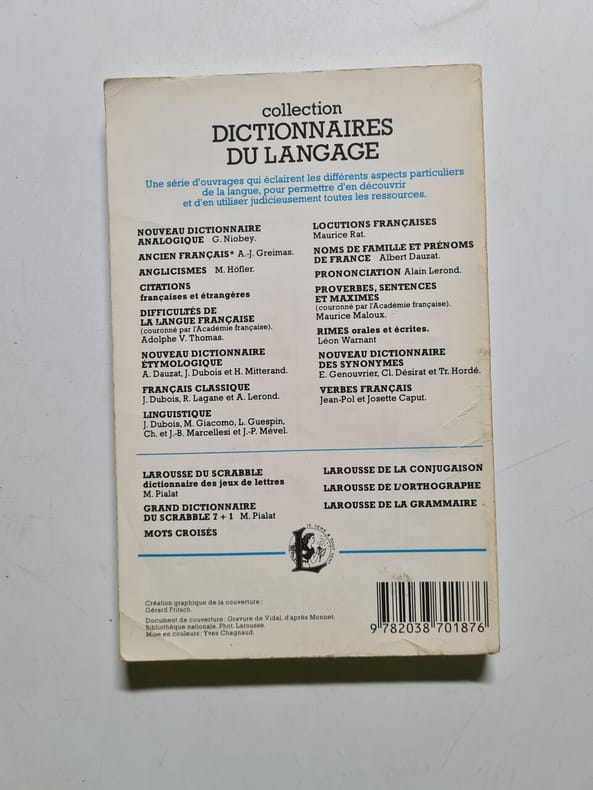 collection
DICTIONNAIRES
DU LANGAGE
Une série d'ouvrages qui éclairent les différents aspects particuliers
de la langue, pour permettre d'en découvrir
et d'en utiliser judicieusement toutes les ressources.
NOUVEAU DICTIONNAIRE
ANALOGIQUE G. Niobey.
ANCIEN FRANÇAIS* A.-J. Greimas.
ANGLICISMES M. Höfler.
CITATIONS
françaises et étrangères
DIFFICULTÉS DE
LA LANGUE FRANÇAISE
(couronné par l'Académie française).
Adolphe V. Thomas.
NOUVEAU DICTIONNAIRE
ÉTYMOLOGIQUE
A. Dauzat, J. Dubois et H. Mitterand.
FRANÇAIS CLASSIQUE
J. Dubois, R. Lagane et A. Lerond.
LINGUISTIQUE
J. Dubois, M. Giacomo, L. Guespin,
Ch. et J.-B. Marcellesi et J.-P. Mével.
LOCUTIONS FRANÇAISES
Maurice Rat.
NOMS DE FAMILLE ET PRÉNOMS
DE FRANCE Albert Dauzat.
PRONONCIATION Alain Lerond.
PROVERBES, SENTENCES
ET MAXIMES
(couronné par l'Académie française).
Maurice Maloux.
RIMES orales et écrites.
Léon Warnant
NOUVEAU DICTIONNAIRE
DES SYNONYMES
E. Genouvrier, Cl. Désirat et Tr. Hordé.
VERBES FRANÇAIS
Jean-Pol et Josette Caput.
LAROUSSE DU SCRABBLE
dictionnaire des jeux de lettres
M. Pialat
GRAND DICTIONNAIRE
DU SCRABBLE 7 + 1 M. Pialat
MOTS CROISÉS
LAROUSSE DE LA CONJUGAISON
LAROUSSE DE L'ORTHOGRAPHE
LAROUSSE DE LA GRAMMAIRE
L
Création graphique de la couverture :
Gérard Fritsch.
Document de couverture : Gravure de Vidal, d'après Monnet.
Bibliothèque nationale. Phot. Larousse.
Mise en couleurs : Yves Chagnaud.
9 782038 701876